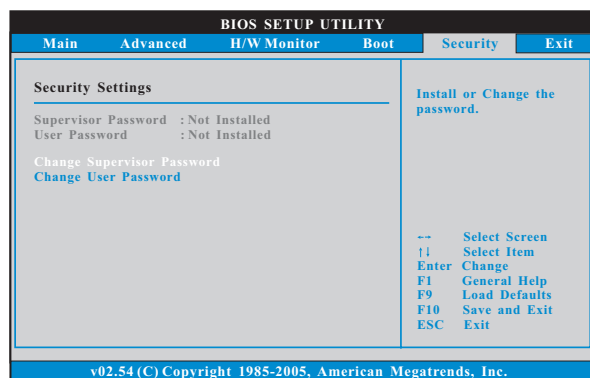 BIOS SETUP UTILITY
Main Advanced H/W Monitor Boot Security Exit
Security Settings
Supervisor Password : Not Installed
User Password : Not Installed
Change Supervisor Password
Change User Password
Install or Change the
password.
←→ Select Screen
↑↓ Select Item
Enter Change
F1 General Help
F9 Load Defaults
F10 Save and Exit
ESC Exit
v02.54 (C) Copyright 1985-2005, American Megatrends, Inc.